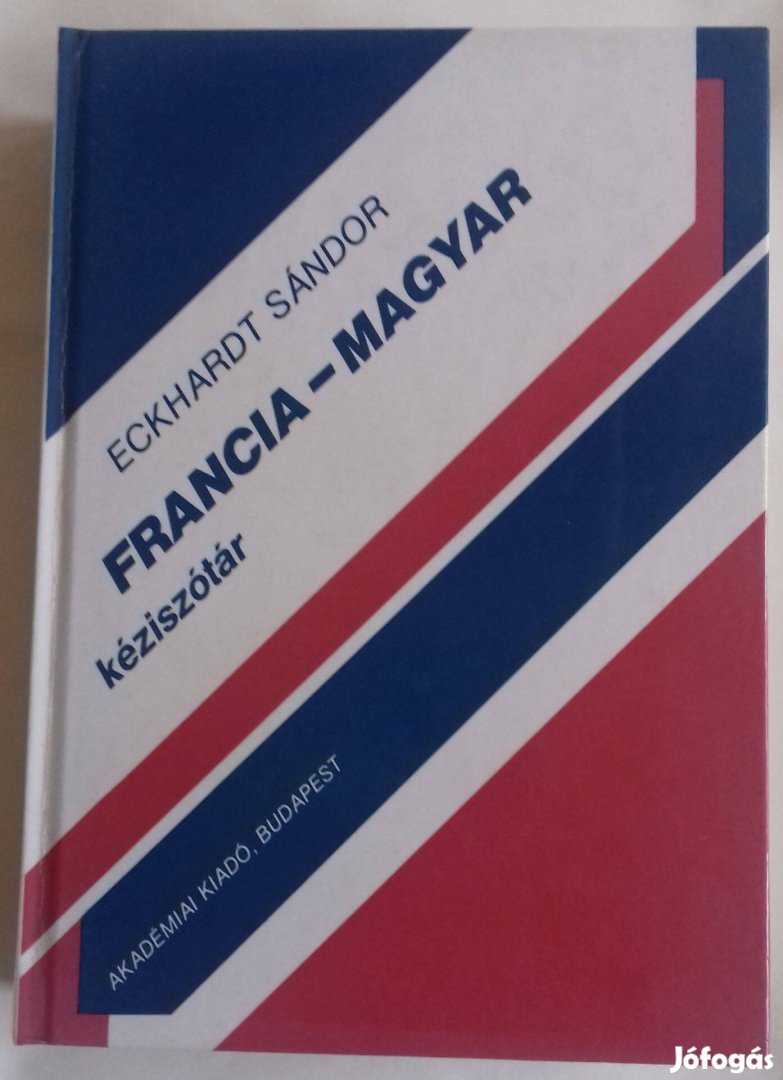 ECKHARDT SÁNDOR
FRANCIA – MAGYAR
kéziszótár
AKADÉMIAI KIADÓ, BUDAPEST
Jófogás